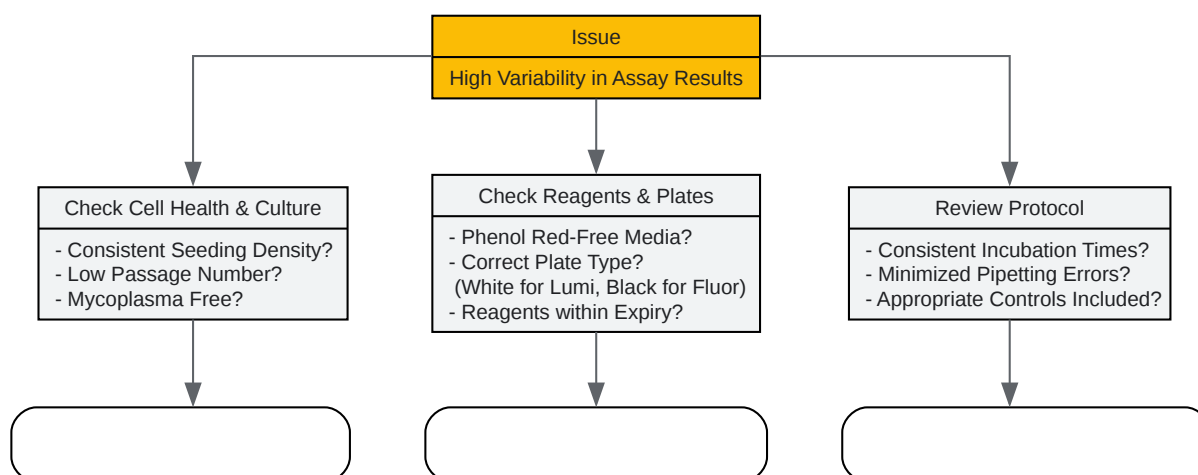 Issue
High Variability in Assay Results
Check Cell Health & Culture
- Consistent Seeding Density?
- Low Passage Number?
- Mycoplasma Free?
Check Reagents & Plates
- Phenol Red-Free Media?
- Correct Plate Type?
(White for Lumi, Black for Fluor)
- Reagents within Expiry?
Review Protocol
- Consistent Incubation Times?
- Minimized Pipetting Errors?
- Appropriate Controls Included?